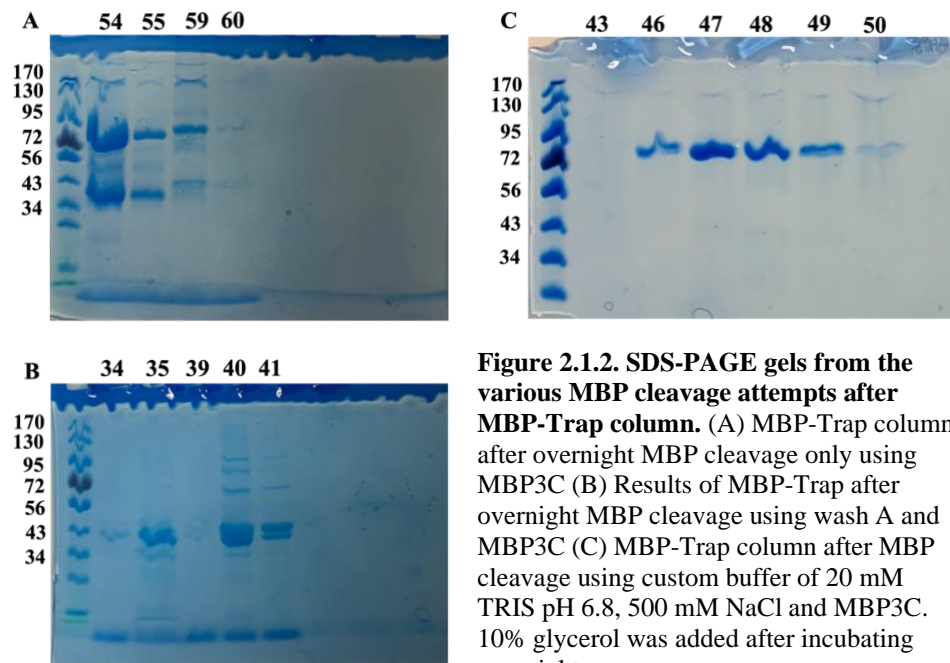 A
54 55 59 60
170
130
95
72
56
43
34
C
43 46 47 48 49 50
170
130
95
72
56
43
34
B
34 35 39 40 41
170
130
95
72
56
43
34
Figure 2.1.2. SDS-PAGE gels from the
various MBP cleavage attempts after
MBP-Trap column. (A) MBP-Trap column
after overnight MBP cleavage only using
MBP3C (B) Results of MBP-Trap after
overnight MBP cleavage using wash A and
MBP3C (C) MBP-Trap column after MBP
cleavage using custom buffer of 20 mM
TRIS pH 6.8, 500 mM NaCl and MBP3C.
10% glycerol was added after incubating